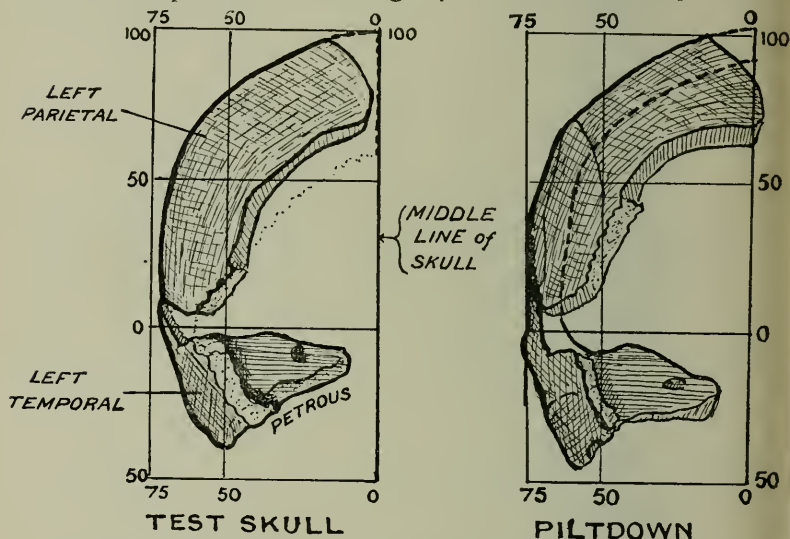 75 50 0 75 50 0
100 100 100
LEFT
PARIETAL
50 50
(MIDDLE
LINE of
SKULL
0 0
LEFT
TEMPORAL
PETROUS
50 50
75 50 0 75 50 0
TEST SKULL PILTDOWN